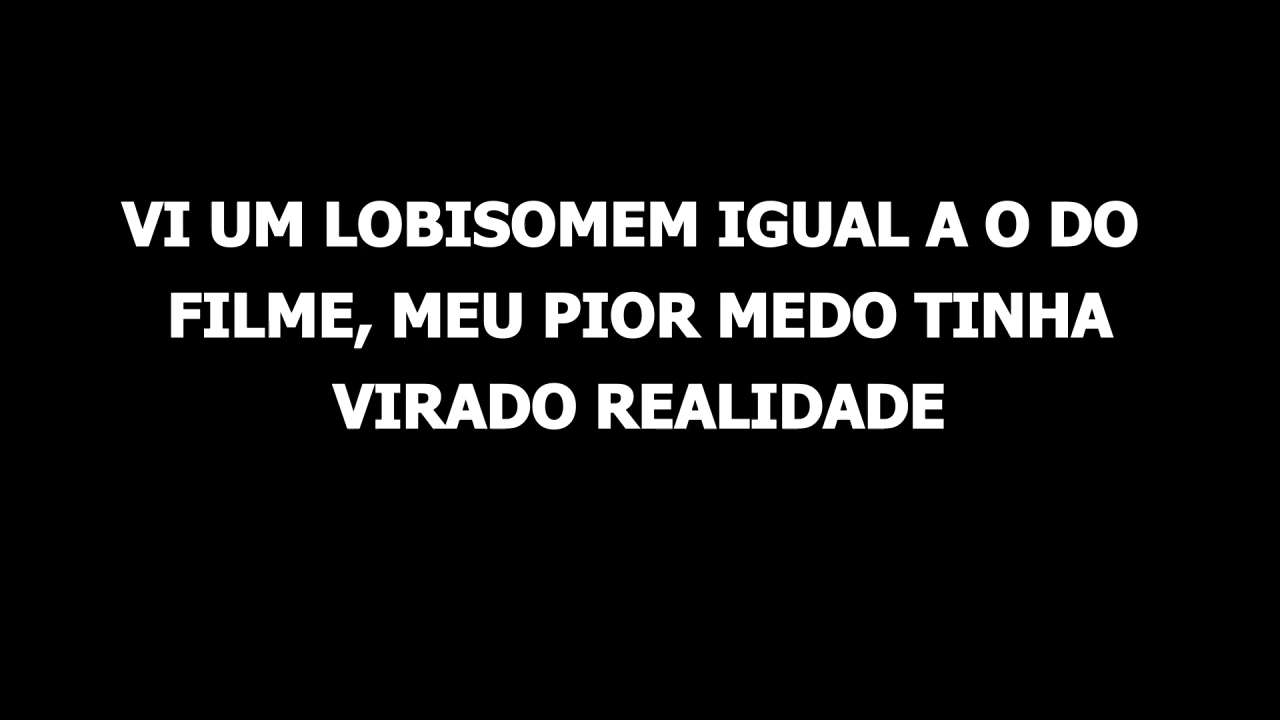 VI UM LOBISOMEM IGUAL A O DO
FILME, MEU PIOR MEDO TINHA
VIRADO REALIDADE